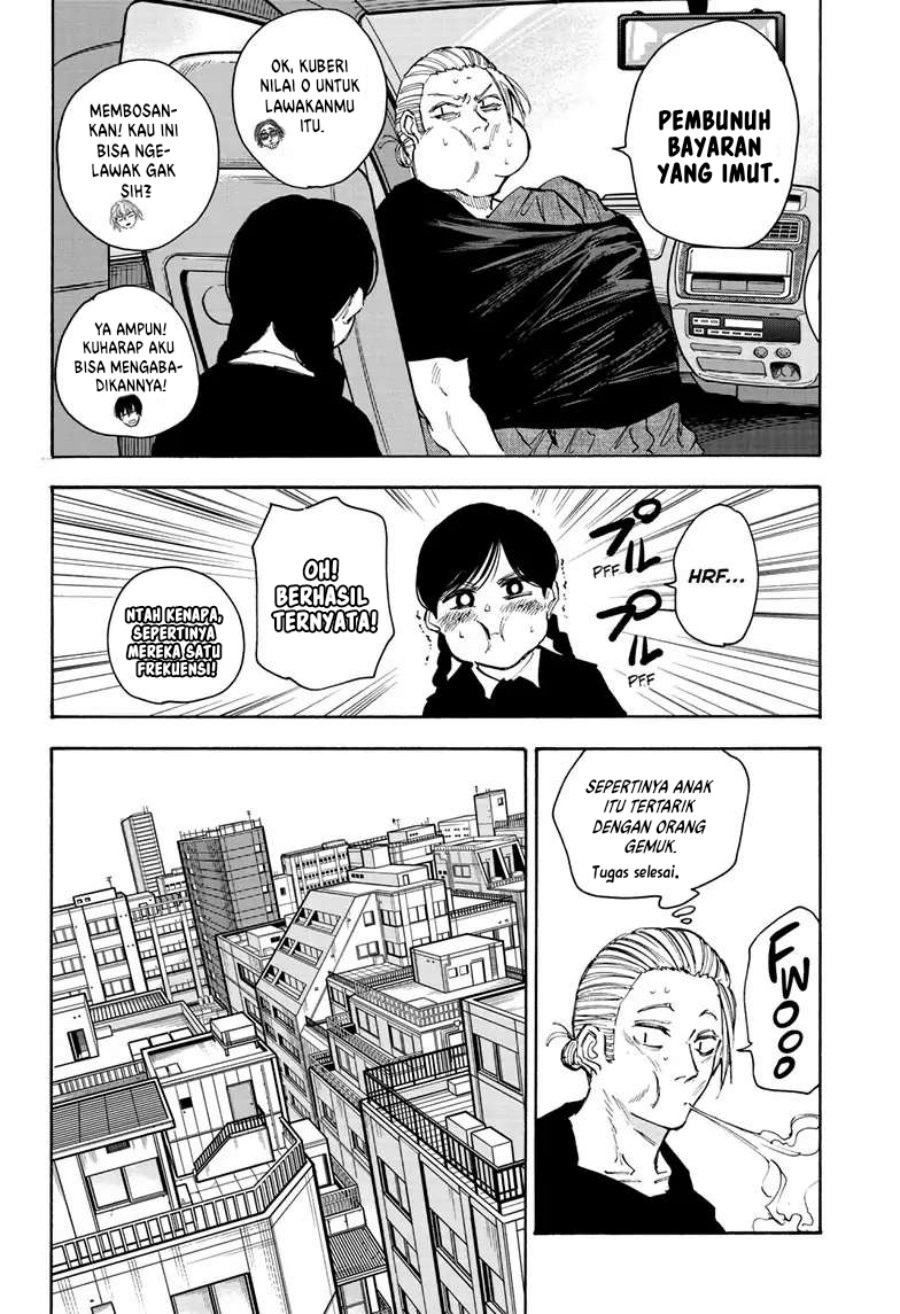 PEMBUNUH
BAYARAN
YANG IMUT.
OK, KUBERI
NILAI 0 UNTUK
LAWAKANMU
ITU.
MEMBOSAN-
KAN! KAU INI
BISA NGE-
LAWAK GAK
SIH?
YA AMPUN!
KUHARAP AKU
BISA MENGABA-
DIKANNYA!
HRF...
プルル
PFF
プルル
PFF
OH!
BERHASIL
TERNYATA!
NTAH KENAPA,
SEPERTINYA
MEREKA SATU
FREKUENSI!
SEPERTINYA ANAK
ITU TERTARIK
DENGAN ORANG
GEMUK.
Tugas selesai.
FWOOO